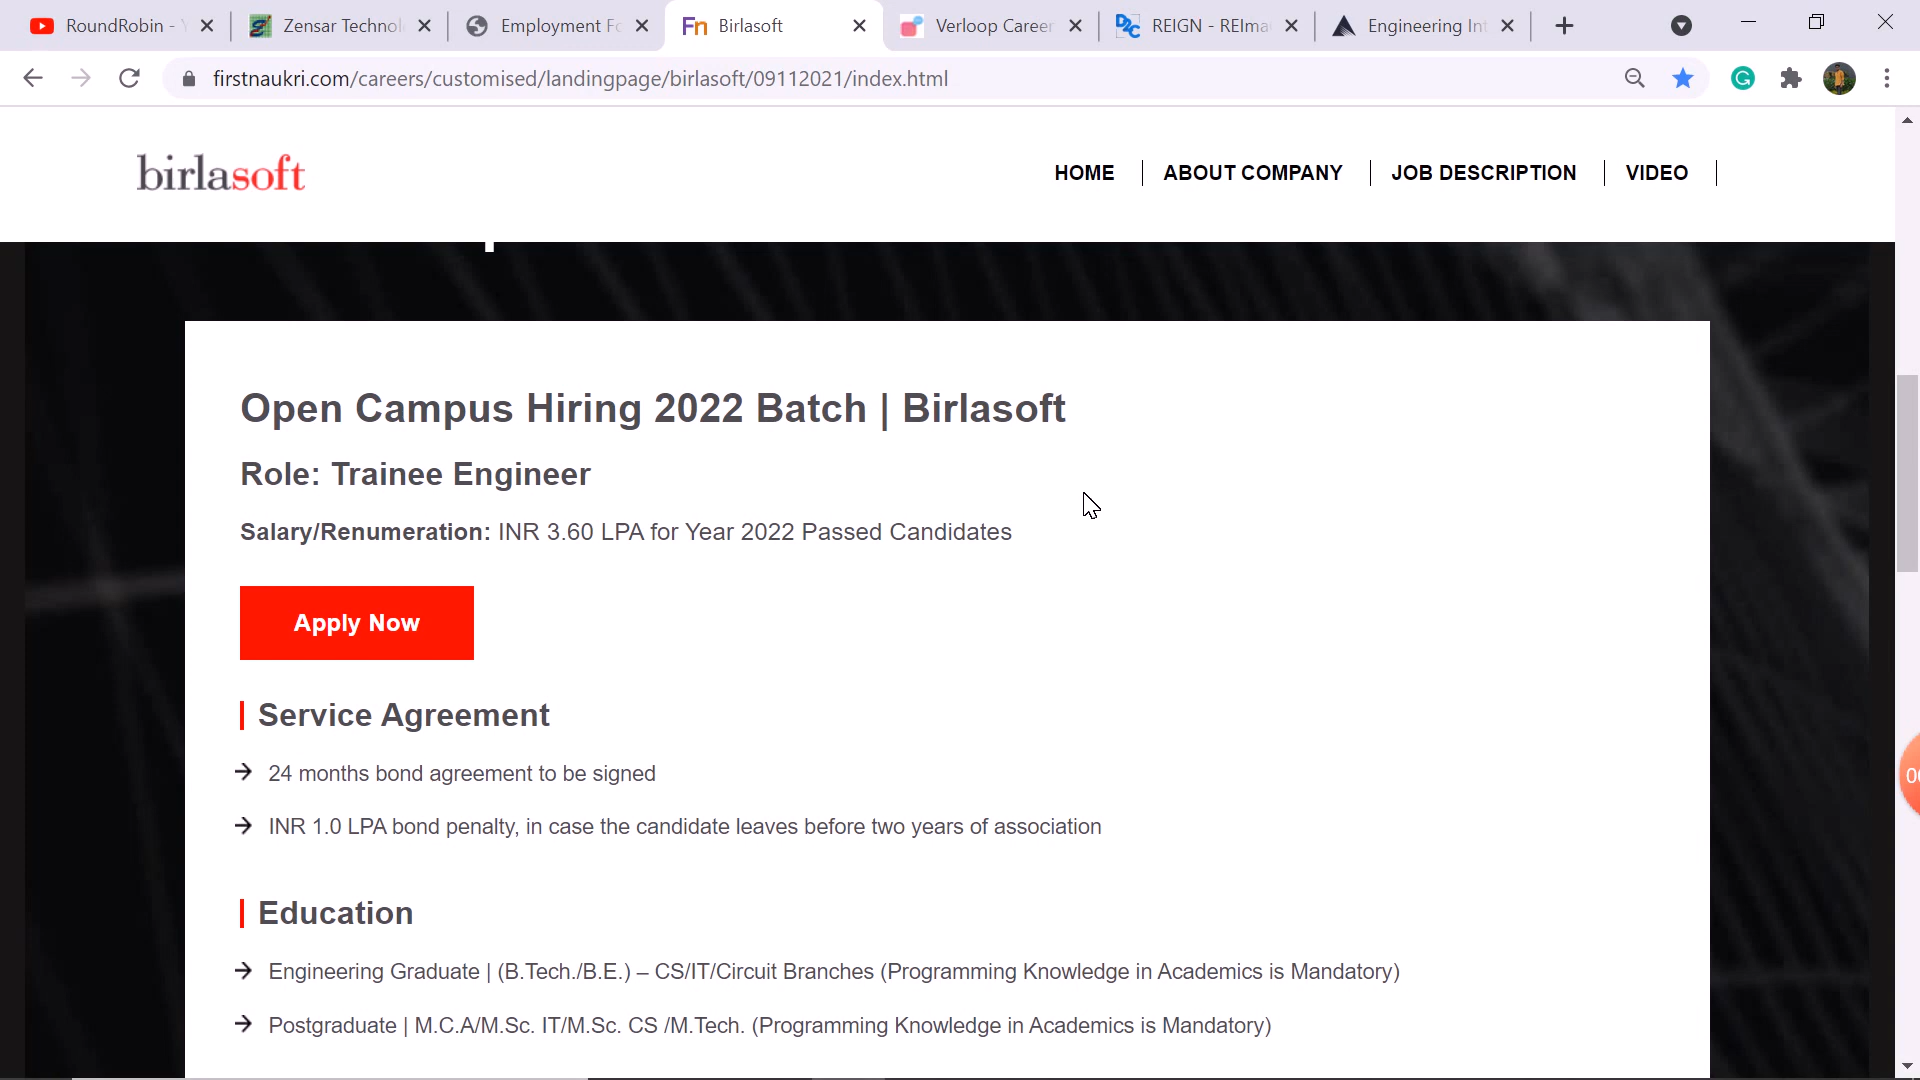 RoundRobin -
Zensar Technol
Employment Fo
Birlasoft
Verloop Career
REIGN - REIma
Engineering Int
firstnaukri.com/careers/customised/landingpage/birlasoft/09112021/index.html
birlasoft
HOME
ABOUT COMPANY
JOB DESCRIPTION
VIDEO
Open Campus Hiring 2022 Batch | Birlasoft
Role: Trainee Engineer
Salary/Renumeration: INR 3.60 LPA for Year 2022 Passed Candidates
Apply Now
Service Agreement
→ 24 months bond agreement to be signed
→ INR 1.0 LPA bond penalty, in case the candidate leaves before two years of association
Education
→ Engineering Graduate | (B.Tech./B.E.) – CS/IT/Circuit Branches (Programming Knowledge in Academics is Mandatory)
→ Postgraduate | M.C.A/M.Sc. IT/M.Sc. CS /M.Tech. (Programming Knowledge in Academics is Mandatory)